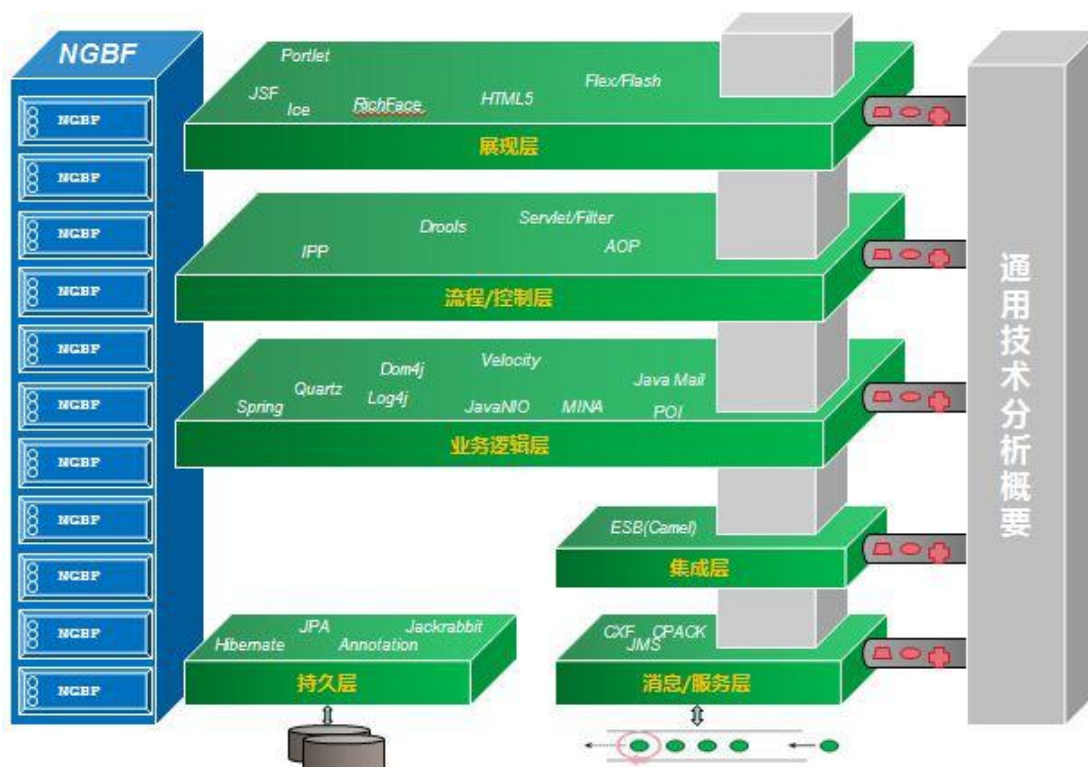 NGBF
NGBF
NGBF
NGBF
NGBF
NGBF
NGBF
NGBF
NGBF
NGBF
NGBF
NGBF
Portlet
Flex/Flash
JSF
Ice
RichFace
HTML5
展现层
Drools
Servlet/Filter
IPP
AOP
流程/控制层
Velocity
Dom4j
Java Mail
Quartz
Log4j
Spring
JavaNIO
MINA
POI
业务逻辑层
ESB(Camel)
集成层
JPA
Jackrabbit
Hibernate
Annotation
持久层
CXF
CPACK
JMS
消息/服务层
通用技术分析概要